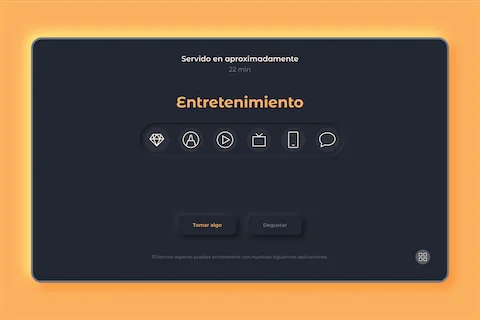 Servido en aproximadamente
22 min
Entretenimiento
Tomar algo
Degustar
Mientras esperas puedes entretenerte con nuestras siguientes aplicaciones.